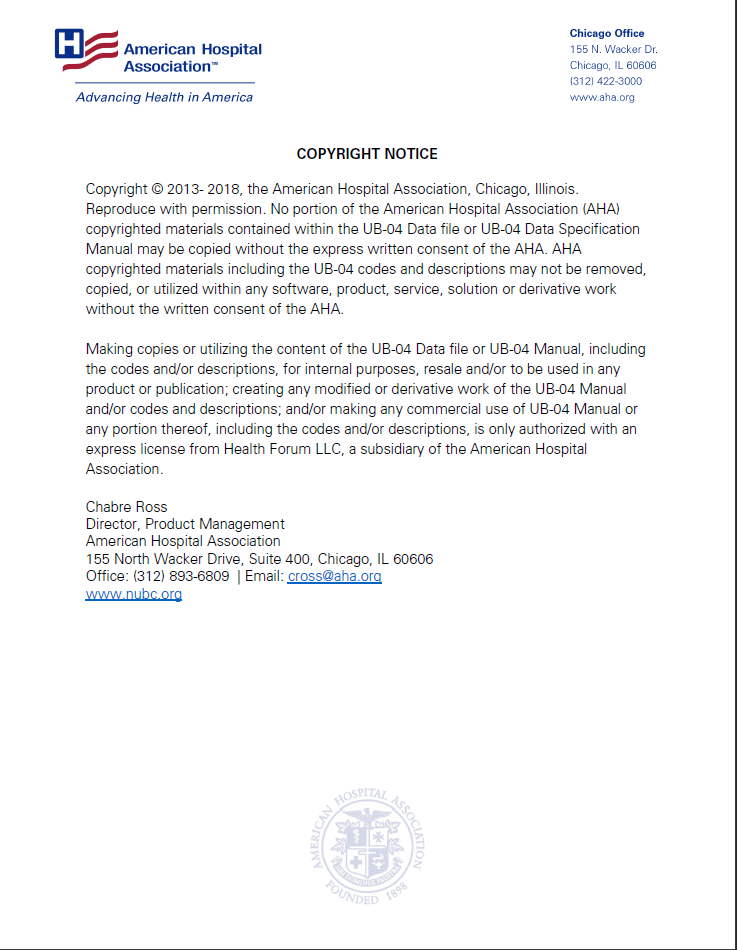 American Hospital
Association™
Advancing Health in America
Chicago Office
155 N. Wacker Dr.
Chicago, IL 60606
(312) 422-3000
www.aha.org
COPYRIGHT NOTICE
Copyright © 2013- 2018, the American Hospital Association, Chicago, Illinois.
Reproduce with permission. No portion of the American Hospital Association (AHA)
copyrighted materials contained within the UB-04 Data file or UB-04 Data Specification
Manual may be copied without the express written consent of the AHA. AHA
copyrighted materials including the UB-04 codes and descriptions may not be removed,
copied, or utilized within any software, product, service, solution or derivative work
without the written consent of the AHA.
Making copies or utilizing the content of the UB-04 Data file or UB-04 Manual, including
the codes and/or descriptions, for internal purposes, resale and/or to be used in any
product or publication; creating any modified or derivative work of the UB-04 Manual
and/or codes and descriptions; and/or making any commercial use of UB-04 Manual or
any portion thereof, including the codes and/or descriptions, is only authorized with an
express license from Health Forum LLC, a subsidiary of the American Hospital
Association.
Chabre Ross
Director, Product Management
American Hospital Association
155 North Wacker Drive, Suite 400, Chicago, IL 60606
Office: (312) 893-6809 | Email: cross@aha.org
www.nubc.org
AMERICAN HOSPITAL ASSOCIATION
FOUNDED 1898